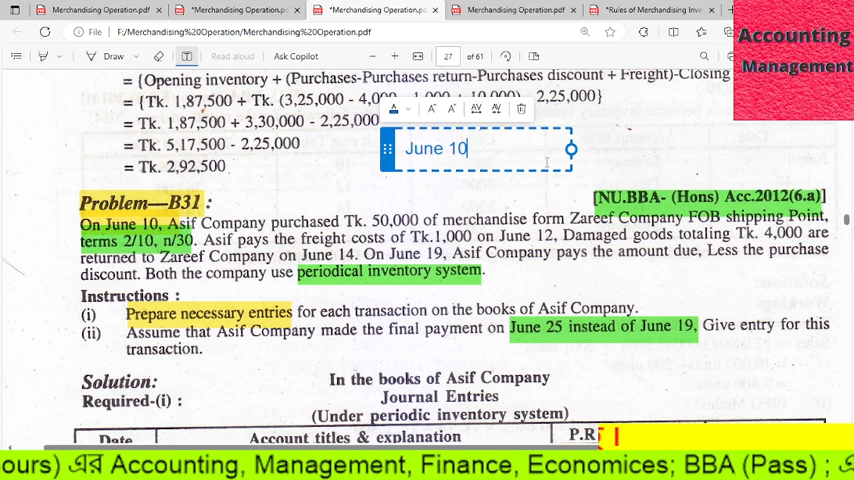 Merchandising Operation.pdf
*Merchandising Operation.p
*Merchandising Operation.p
Merchandising Operation.pdf
*Rules of Merchandising Inve
File
F:/Merchandising%20Operation/Merchandising%20Operation.pdf
Draw
Read aloud
Ask Copilot
27
of 61
Accounting
Management
= {Opening inventory + (Purchases-Purchases return-Purchases discount + Freight)-Closing
= {Tk. 1,87,500 + Tk. (3,25,000 - 4,00
2,25,000}
= Tk. 1,87,500 + 3,30,000 - 2,25,000
= Tk. 5,17,500 - 2,25,000
= Tk. 2,92,500
June 10
Problem—B31 :
[NU.BBA- (Hons) Acc.2012(6.a)]
On June 10, Asif Company purchased Tk. 50,000 of merchandise form Zareef Company FOB shipping Point,
terms 2/10, n/30. Asif pays the freight costs of Tk.1,000 on June 12, Damaged goods totaling Tk. 4,000 are
returned to Zareef Company on June 14. On June 19, Asif Company pays the amount due, Less the purchase
discount. Both the company use periodical inventory system.
Instructions :
(i) Prepare necessary entries for each transaction on the books of Asif Company.
(ii) Assume that Asif Company made the final payment on June 25 instead of June 19, Give entry for this
transaction.
Solution:
In the books of Asif Company
Required-(i) :
Journal Entries
(Under periodic inventory system)
Date
Account titles & explanation
P.R
ours) এর Accounting, Management, Finance, Economices; BBA (Pass) ;